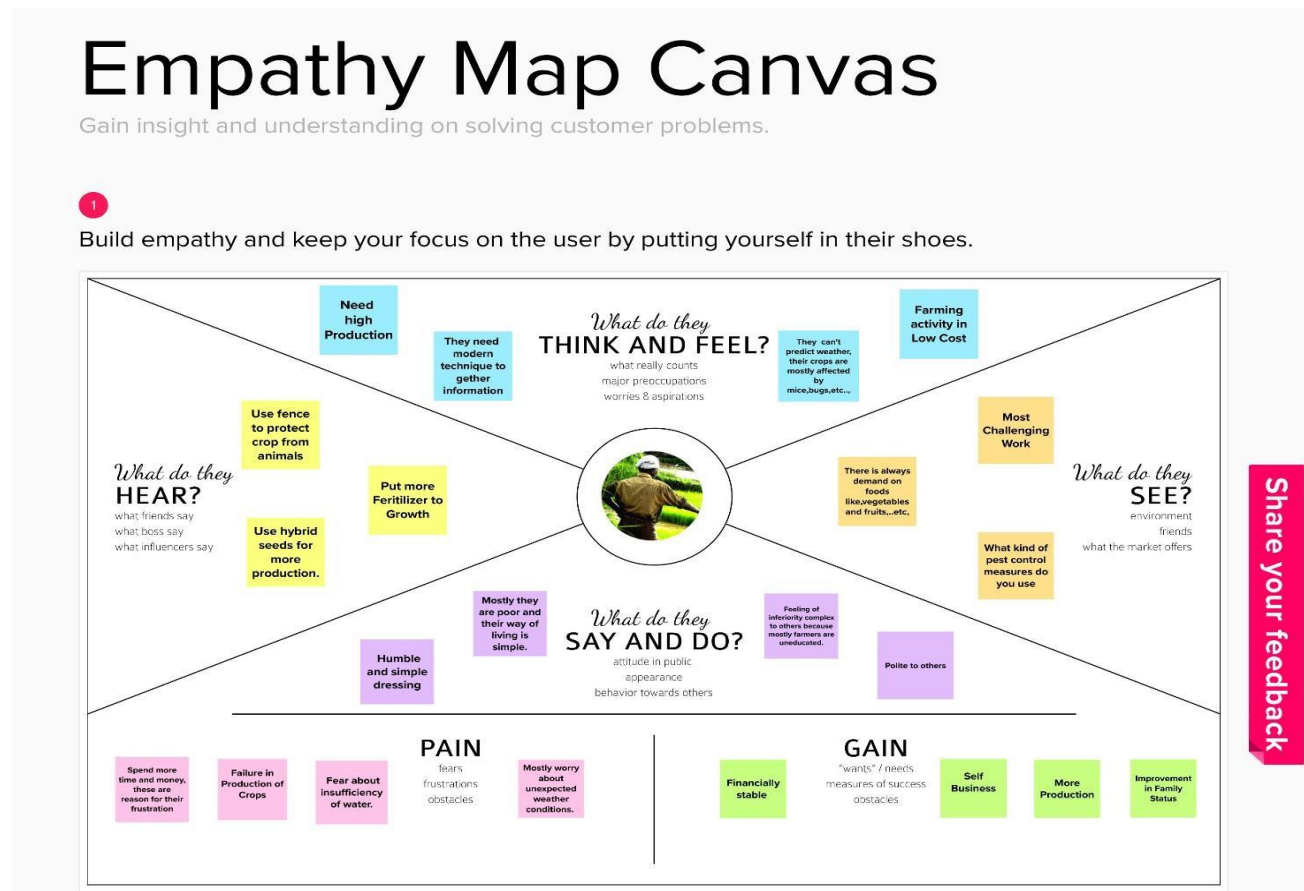 Empathy Map Canvas
Gain insight and understanding on solving customer problems.
1
Build empathy and keep your focus on the user by putting yourself in their shoes.
Need
high
Production
They need
modern
technique to
gether
information
What do they
THINK AND FEEL?
what really counts
major preoccupations
worries & aspirations
They can't
predict weather,
their crops are
mostly affected
by
mice,bugs,etc..,
Farming
activity in
Low Cost
What do they
HEAR?
what friends say
what boss say
what influencers say
Use fence
to protect
crop from
animals
Put more
Feritilizer to
Growth
Use hybrid
seeds for
more
production.
Most
Challenging
Work
There is always
demand on
foods
like,vegetables
and fruits,..etc,
What kind of
pest control
measures do
you use
What do they
SEE?
environment
friends
what the market offers
Mostly they
are poor and
their way of
living is
simple.
Humble
and simple
dressing
What do they
SAY AND DO?
attitude in public
appearance
behavior towards others
Feeling of
inferiority complex
to others because
mostly farmers are
uneducated.
Polite to others
PAIN
fears
frustrations
obstacles
Spend more
time and money,
these are
reason for their
frustration
Failure in
Production of
Crops
Fear about
insufficiency
of water.
Mostly worry
about
unexpected
weather
conditions.
GAIN
"wants" / needs
measures of success
obstacles
Financially
stable
Self
Business
More
Production
Improvement
in Family
Status
Share your feedback